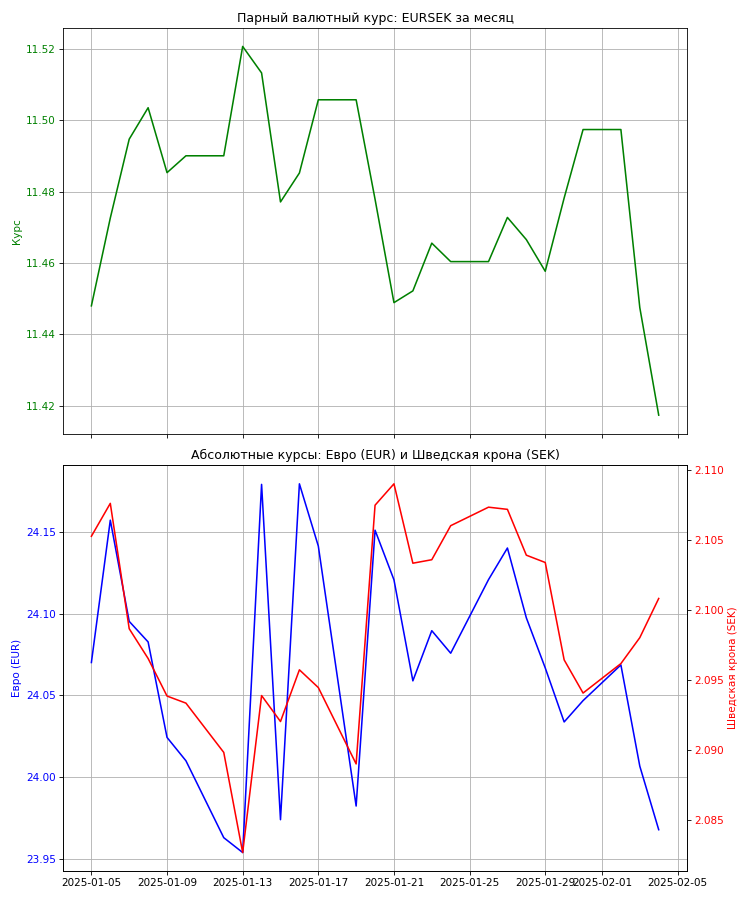 Парный валютный курс: EURSEK за месяц
11.52
11.50
11.48
11.46
11.44
11.42
Курс
Абсолютные курсы: Евро (EUR) и Шведская крона (SEK)
24.15
24.10
24.05
24.00
23.95
Евро (EUR)
2.110
2.105
2.100
2.095
2.090
2.085
Шведская крона (SEK)
2025-01-05 2025-01-09 2025-01-13 2025-01-17 2025-01-21 2025-01-25 2025-01-29 2025-02-01 2025-02-05